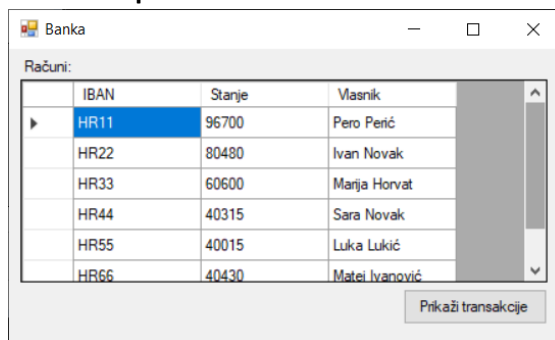 Banka
Računi:
IBAN Stanje Vlasnik
HR11 96700 Pero Perić
HR22 80480 Ivan Novak
HR33 60600 Marija Horvat
HR44 40315 Sara Novak
HR55 40015 Luka Lukić
HR66 40430 Matej Ivanović
Prikaži transakcije